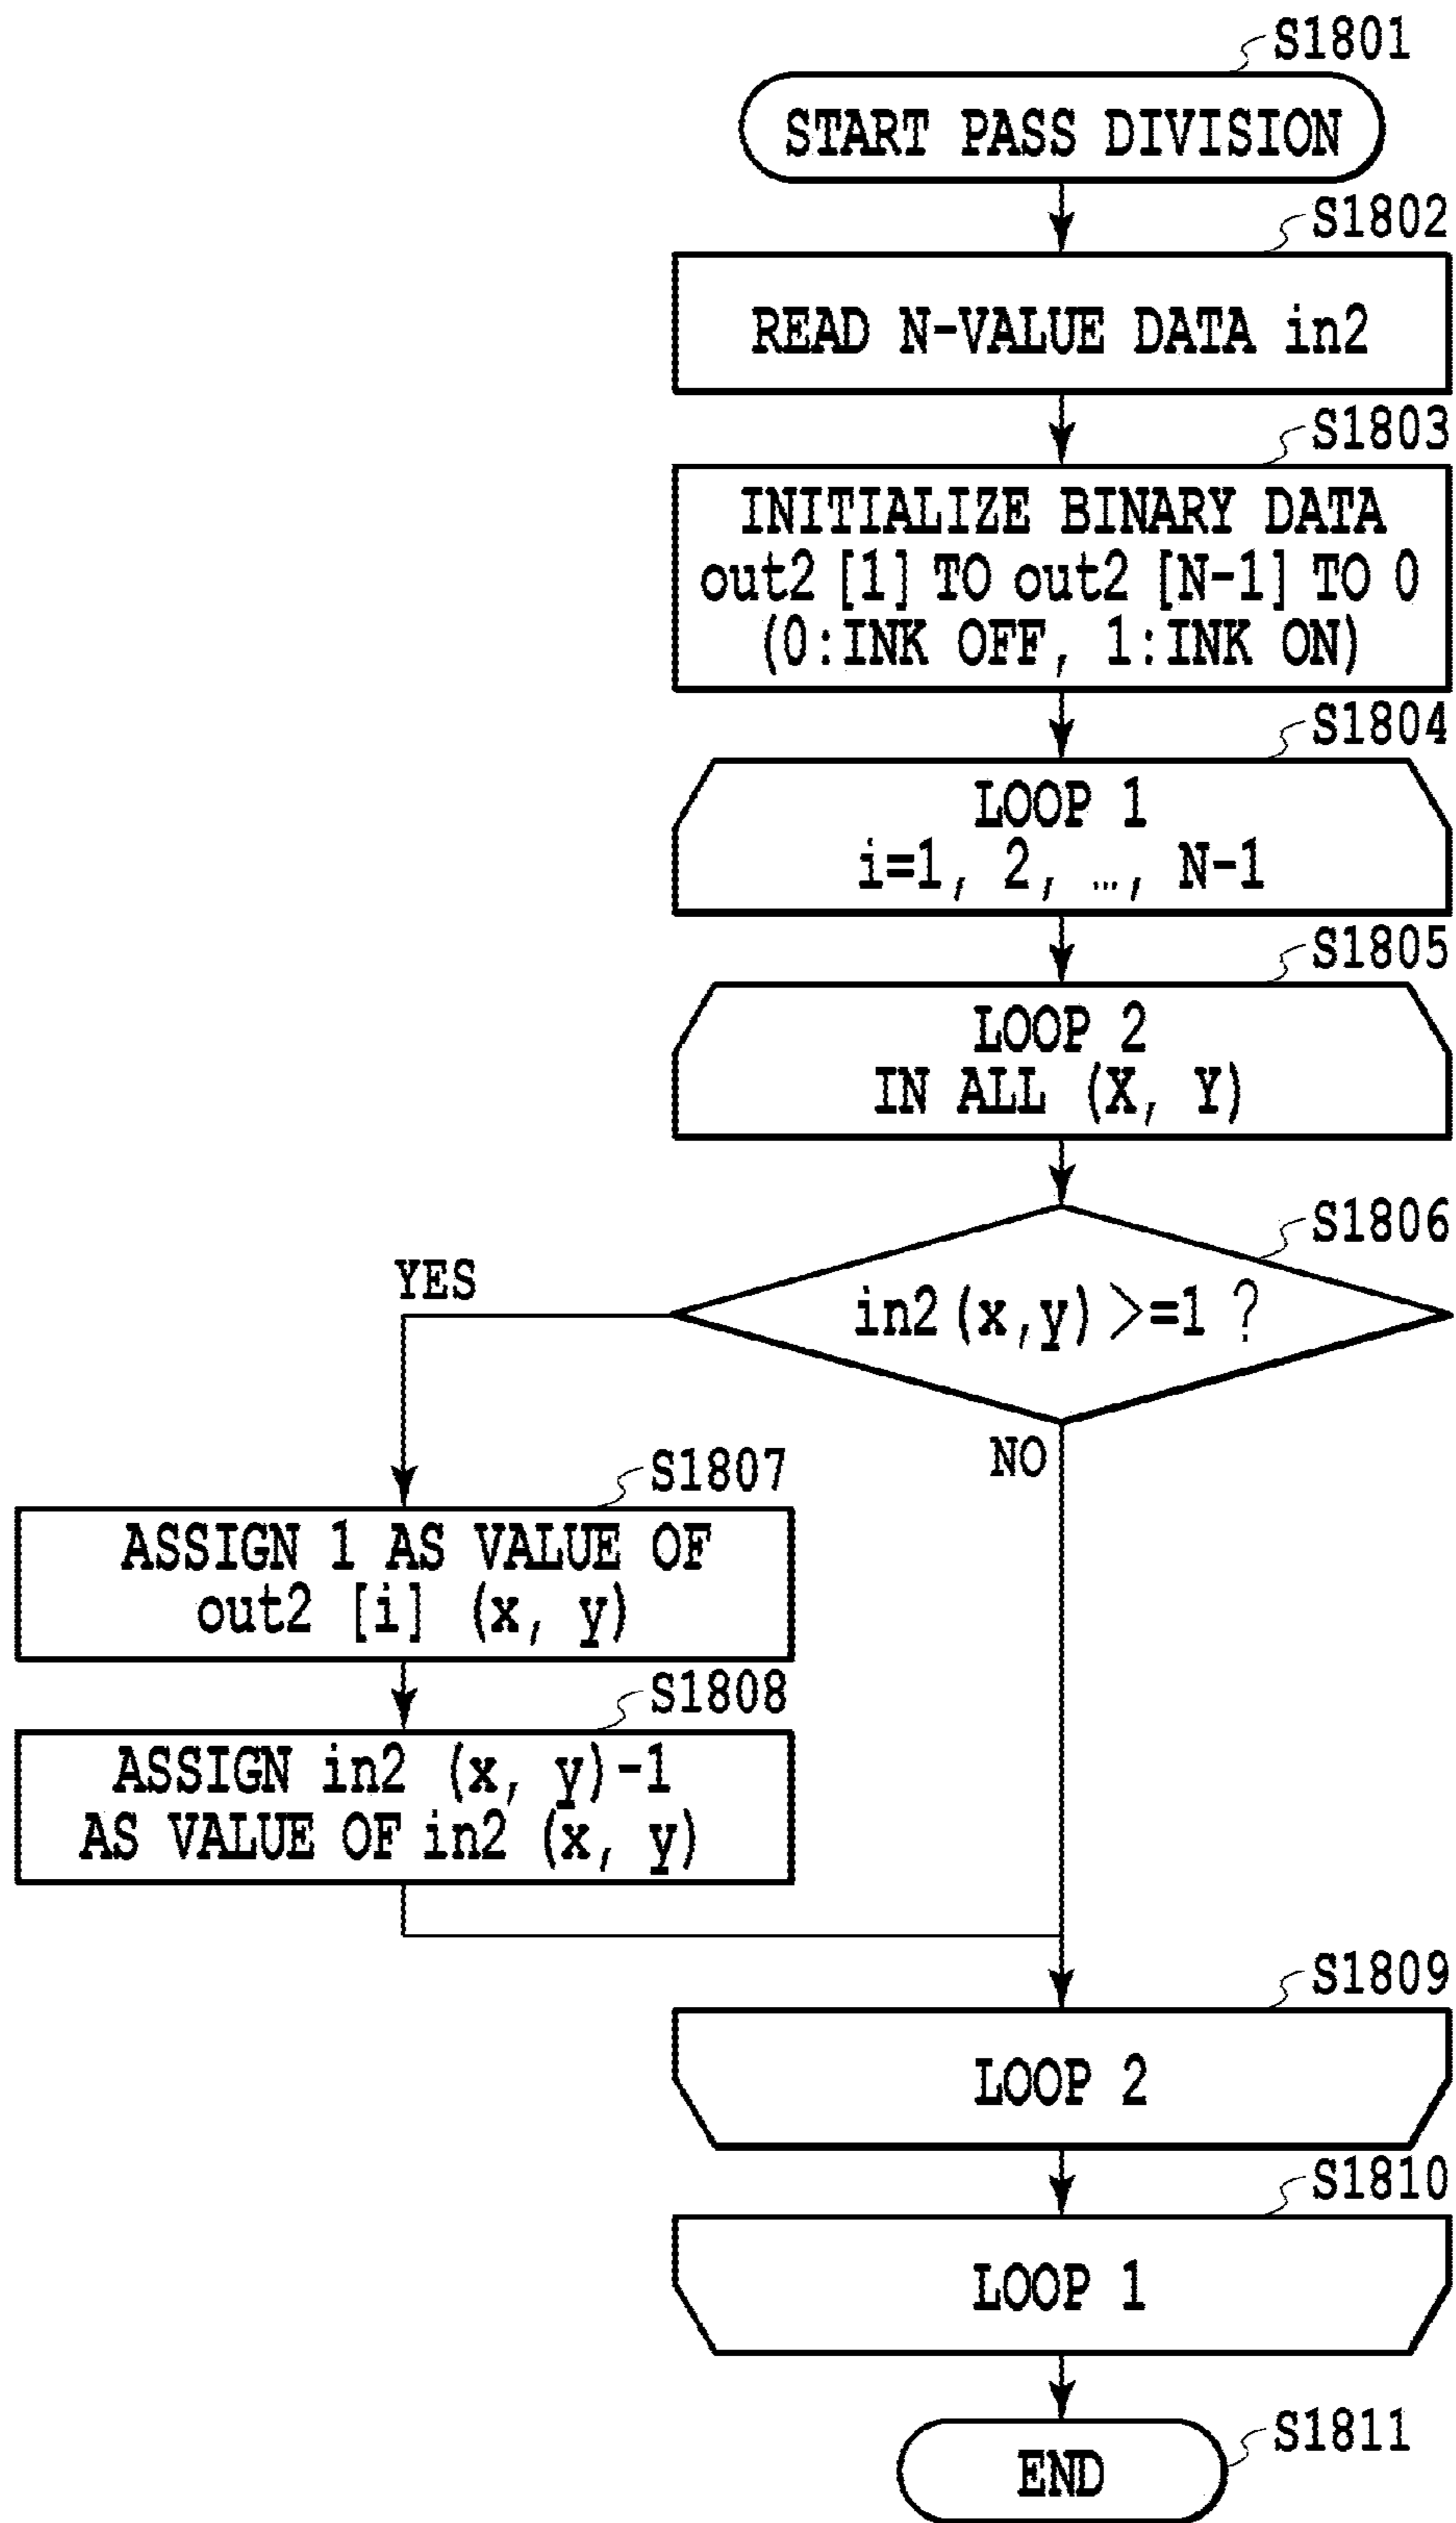 S1801
START PASS DIVISION
S1802
READ N-VALUE DATA in2
S1803
INITIALIZE BINARY DATA
out2 [1] TO out2 [N-1] TO 0
(0:INK OFF, 1:INK ON)
S1804
LOOP 1
i=1, 2, …, N-1
S1805
LOOP 2
IN ALL (X, Y)
S1806
in2(x,y)>=1?
YES
NO
S1807
ASSIGN 1 AS VALUE OF
out2 [i] (x, y)
S1808
ASSIGN in2 (x, y)-1
AS VALUE OF in2 (x, y)
S1809
LOOP 2
S1810
LOOP 1
S1811
END